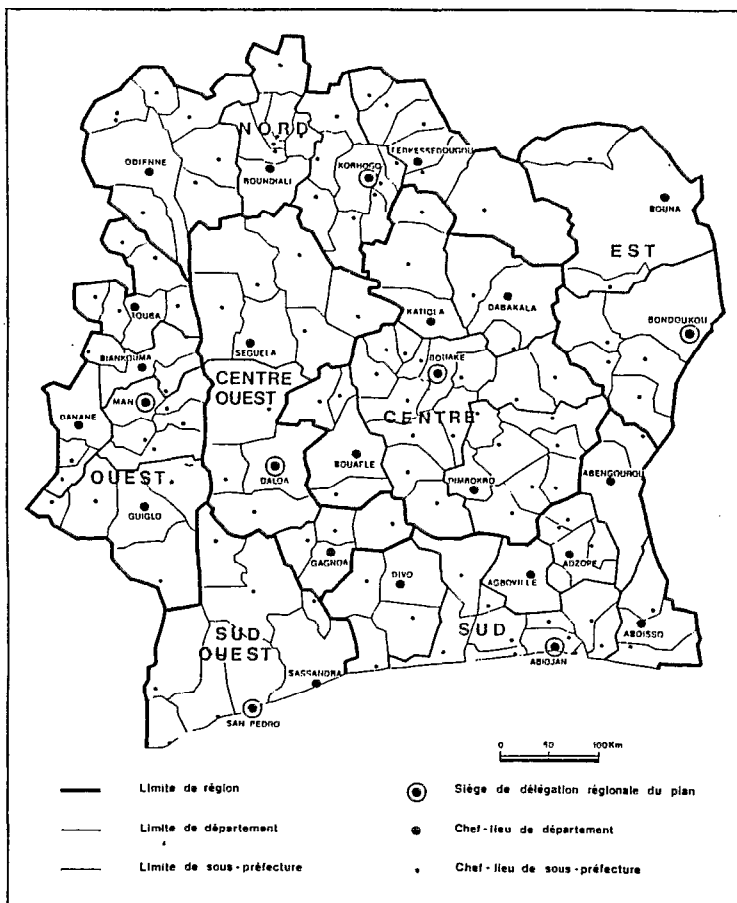 NORD
ODIENNE
BOUNDIALI
KORHOGO
FERKESSEDOUGOU
BOUNA
EST
TOUBA
KATIOLA
DABAKALA
BONDOUKOU
BIANKOUMA
SEGUELA
BOUAKE
CENTRE
OUEST
MAN
DANANE
CENTRE
OUEST
DALOA
BOUAFLE
DIMBOKRO
ABENGOUROU
GUIGLO
GAGNOA
DIVO
AGBOVILLE
ADZOPE
SUD
OUEST
SUD
ABOISSO
ABIDJAN
SASSANDRA
SAN PEDRO
0 50 100Km
Limite de région
Siège de délégation régionale du plan
Limite de département
Chef-lieu de département
Limite de sous-préfecture
Chef-lieu de sous-préfecture